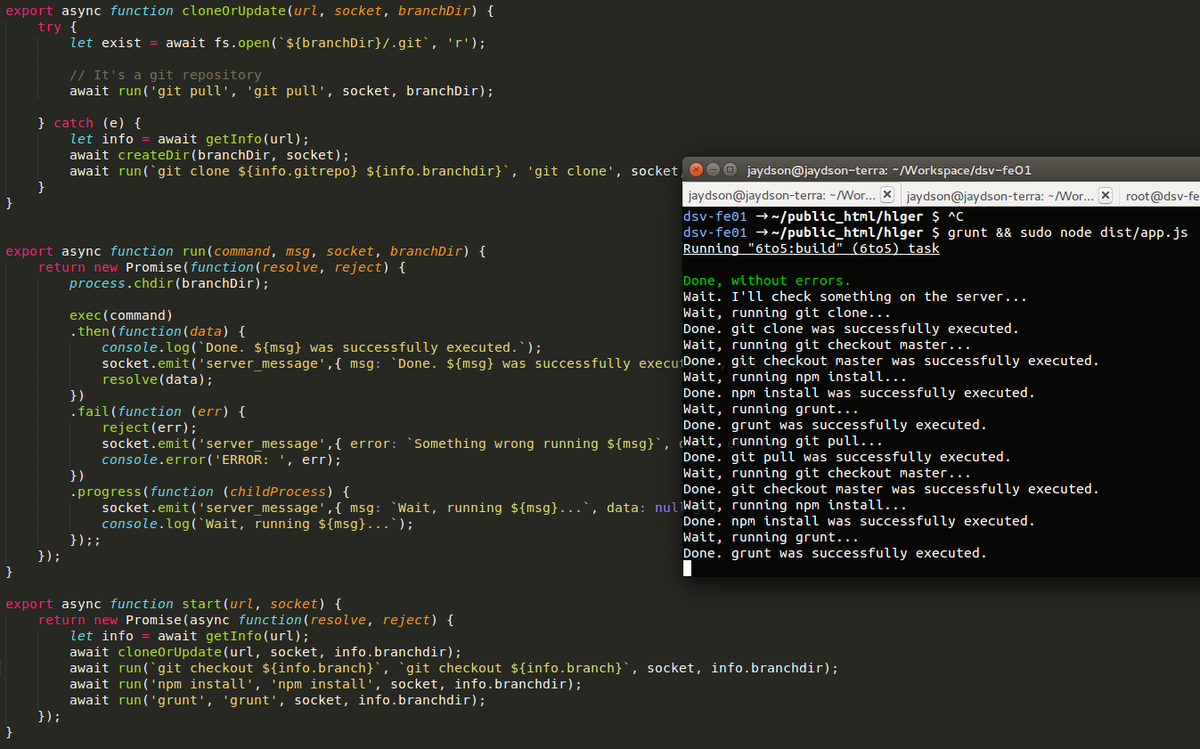 export async function cloneOrUpdate(url, socket, branchDir) {
    try {
        let exist = await fs.open(`${branchDir}/.git`, 'r');
        // It's a git repository
        await run('git pull', 'git pull', socket, branchDir);
    } catch (e) {
        let info = await getInfo(url);
        await createDir(branchDir, socket);
        await run(`git clone ${info.gitrepo} ${info.branchdir}`, 'git clone', socket,
    }
}
export async function run(command, msg, socket, branchDir) {
    return new Promise(function(resolve, reject) {
        process.chdir(branchDir);
        exec(command)
        .then(function(data) {
            console.log(`Done. ${msg} was successfully executed.`);
            socket.emit('server_message',{ msg: `Done. ${msg} was successfully execut
            resolve(data);
        })
        .fail(function (err) {
            reject(err);
            socket.emit('server_message',{ error: `Something wrong running ${msg}`,
            console.error('ERROR: ', err);
        })
        .progress(function (childProcess) {
            socket.emit('server_message',{ msg: `Wait, running ${msg}...`, data: nul
            console.log(`Wait, running ${msg}...`);
        });;
    });
}
export async function start(url, socket) {
    return new Promise(async function(resolve, reject) {
        let info = await getInfo(url);
        await cloneOrUpdate(url, socket, info.branchdir);
        await run(`git checkout ${info.branch}`, `git checkout ${info.branch}`, socket, info.branchdir);
        await run('npm install', 'npm install', socket, info.branchdir);
        await run('grunt', 'grunt', socket, info.branchdir);
    });
}
jaydson@jaydson-terra: ~/Workspace/dsv-fe01
jaydson@jaydson-terra: ~/Wor... jaydson@jaydson-terra: ~/Wor... root@dsv-fe
dsv-fe01 →~/public_html/hlger $ ^C
dsv-fe01 →~/public_html/hlger $ grunt && sudo node dist/app.js
Running "6to5:build" (6to5) task
Done, without errors.
Wait. I'll check something on the server...
Wait, running git clone...
Done. git clone was successfully executed.
Wait, running git checkout master...
Done. git checkout master was successfully executed.
Wait, running npm install...
Done. npm install was successfully executed.
Wait, running grunt...
Done. grunt was successfully executed.
Wait, running git pull...
Done. git pull was successfully executed.
Wait, running git checkout master...
Done. git checkout master was successfully executed.
Wait, running npm install...
Done. npm install was successfully executed.
Wait, running grunt...
Done. grunt was successfully executed.